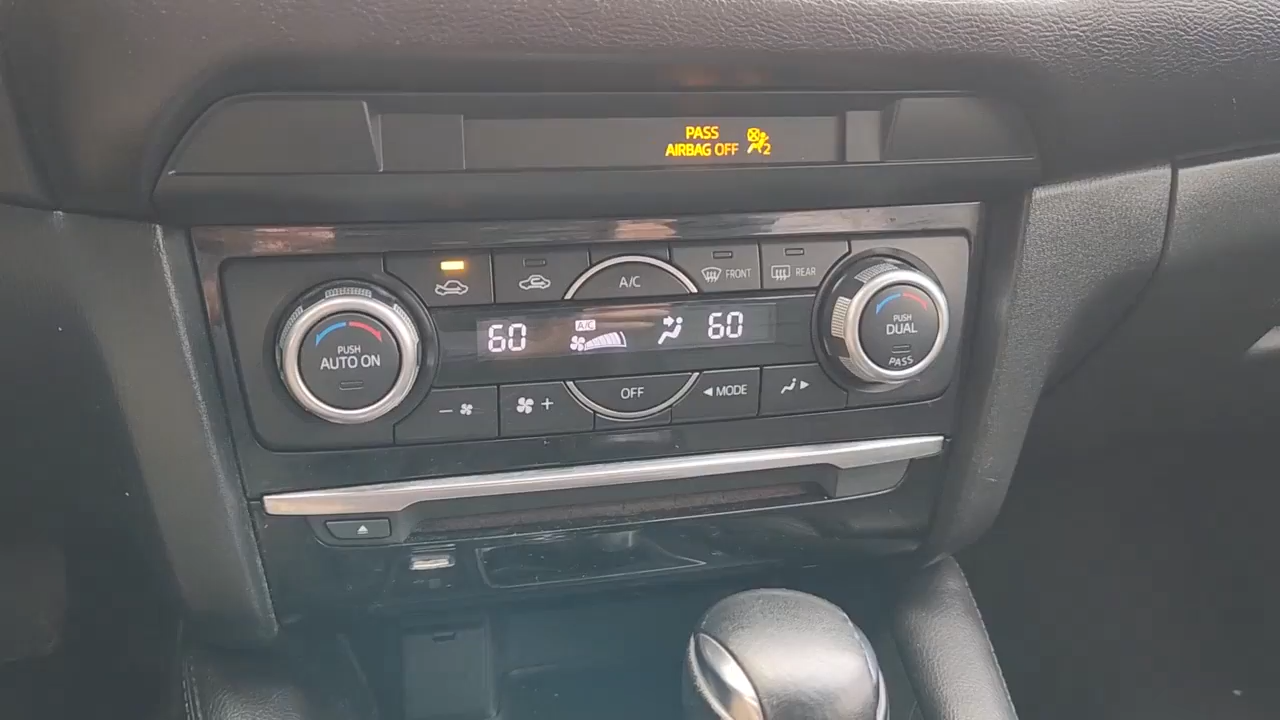 PASS
AIRBAG OFF 2
A/C
FRONT
REAR
PUSH
AUTO ON
60
A/C
60
PUSH
DUAL
PASS
− +
OFF
◀ MODE
▶